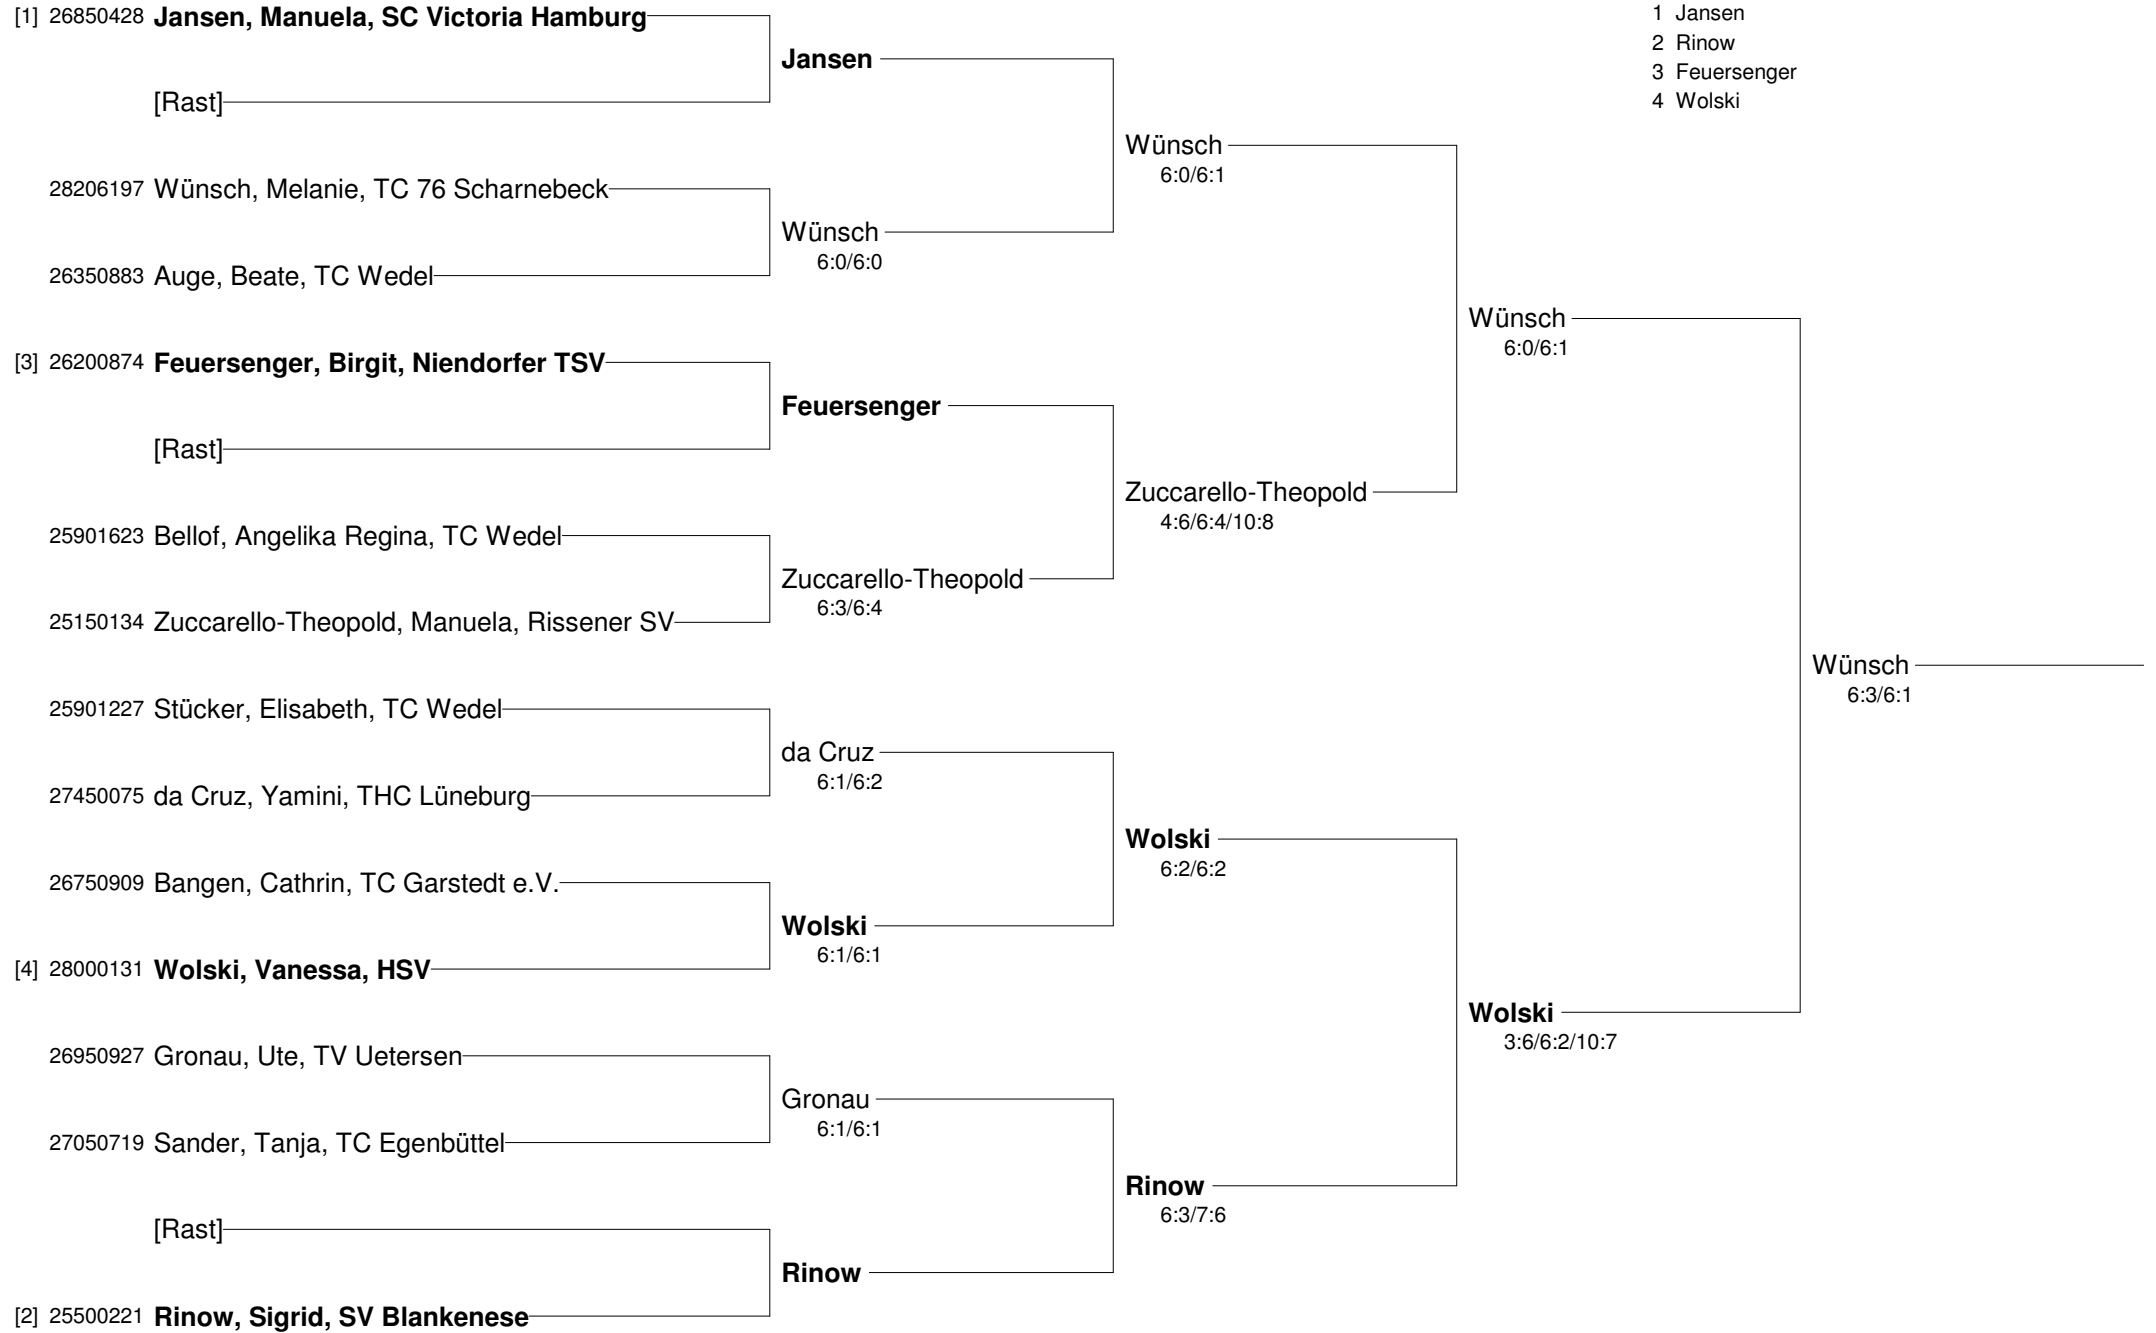 [1] 26850428 Jansen, Manuela, SC Victoria Hamburg
[Rast]
28206197 Wünsch, Melanie, TC 76 Scharnebeck
26350883 Auge, Beate, TC Wedel
[3] 26200874 Feuersenger, Birgit, Niendorfer TSV
[Rast]
25901623 Bellof, Angelika Regina, TC Wedel
25150134 Zuccarello-Theopold, Manuela, Rissener SV
25901227 Stücker, Elisabeth, TC Wedel
27450075 da Cruz, Yamini, THC Lüneburg
26750909 Bangen, Cathrin, TC Garstedt e.V.
[4] 28000131 Wolski, Vanessa, HSV
26950927 Gronau, Ute, TV Uetersen
27050719 Sander, Tanja, TC Egenbüttel
[Rast]
[2] 25500221 Rinow, Sigrid, SV Blankenese
Jansen
Wünsch
6:0/6:0
Feuersenger
Zuccarello-Theopold
6:3/6:4
da Cruz
6:1/6:2
Wolski
6:1/6:1
Gronau
6:1/6:1
Rinow
Wünsch
6:0/6:1
Zuccarello-Theopold
4:6/6:4/10:8
Wolski
6:2/6:2
Rinow
6:3/7:6
Wünsch
6:0/6:1
Wolski
3:6/6:2/10:7
Wünsch
6:3/6:1
1 Jansen
2 Rinow
3 Feuersenger
4 Wolski